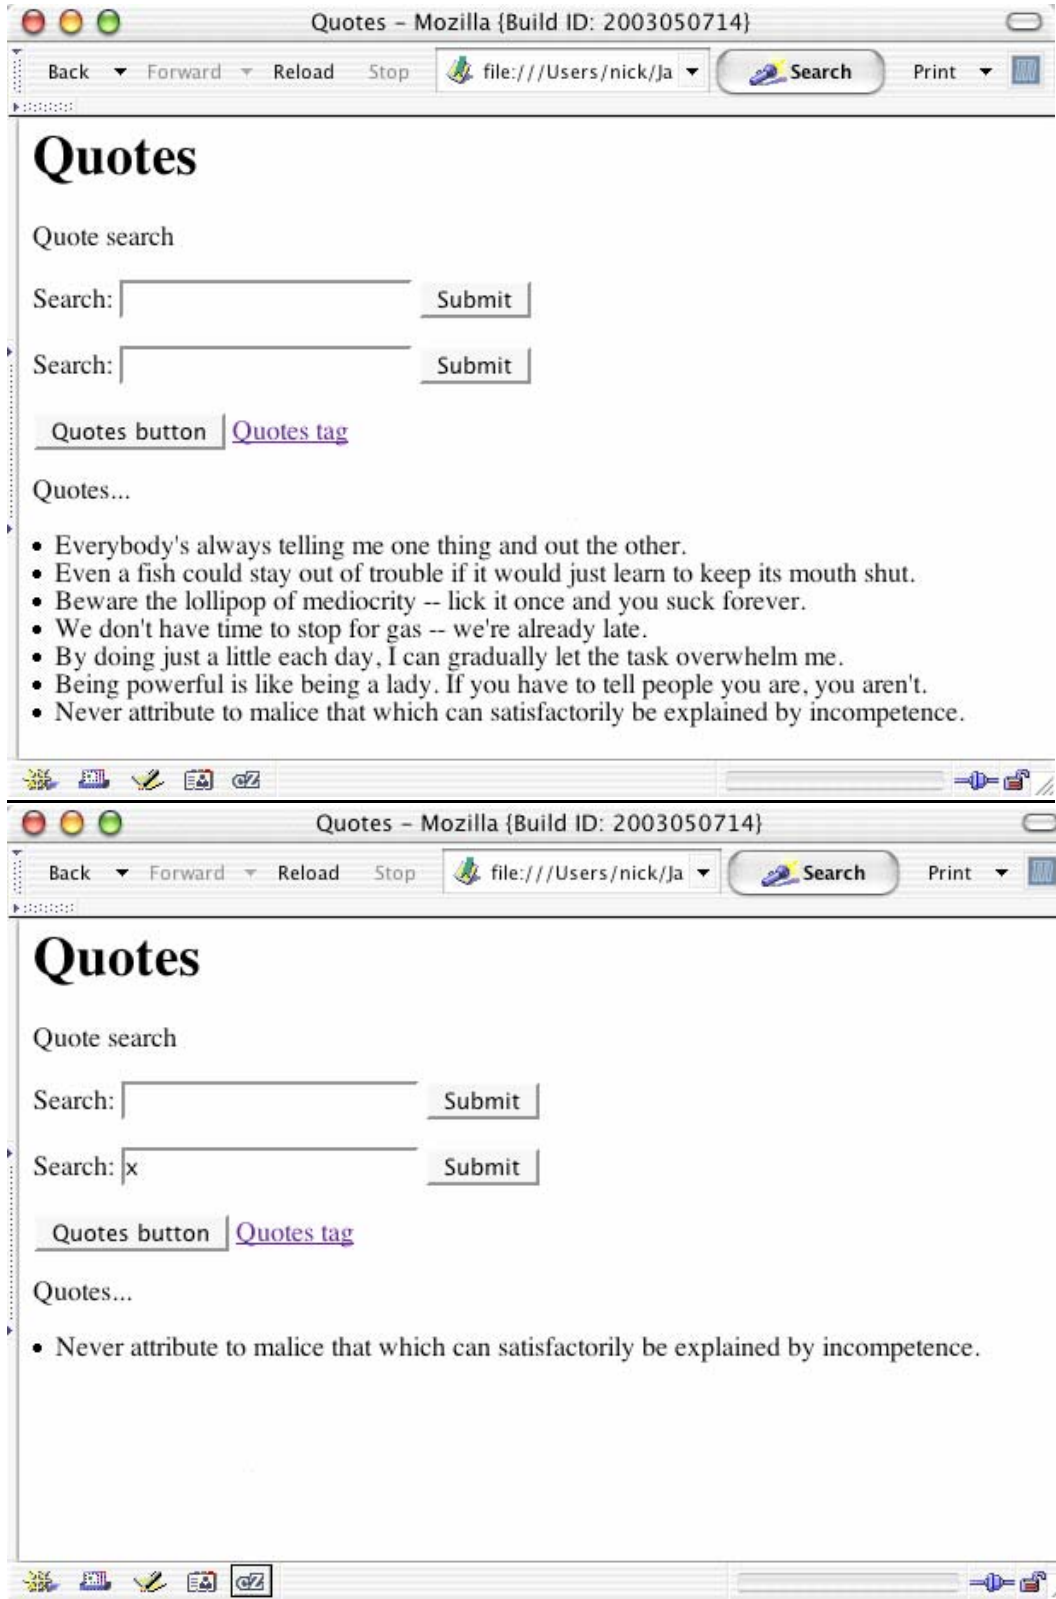 Quotes – Mozilla {Build ID: 2003050714}
Back Forward Reload Stop file:///Users/nick/Ja Search Print
Quotes
Quote search
Search: Submit
Search: Submit
Quotes button Quotes tag
Quotes...
• Everybody's always telling me one thing and out the other.
• Even a fish could stay out of trouble if it would just learn to keep its mouth shut.
• Beware the lollipop of mediocrity -- lick it once and you suck forever.
• We don't have time to stop for gas -- we're already late.
• By doing just a little each day, I can gradually let the task overwhelm me.
• Being powerful is like being a lady. If you have to tell people you are, you aren't.
• Never attribute to malice that which can satisfactorily be explained by incompetence.
cZ
Quotes – Mozilla {Build ID: 2003050714}
Back Forward Reload Stop file:///Users/nick/Ja Search Print
Quotes
Quote search
Search: Submit
Search: x Submit
Quotes button Quotes tag
Quotes...
• Never attribute to malice that which can satisfactorily be explained by incompetence.
cZ